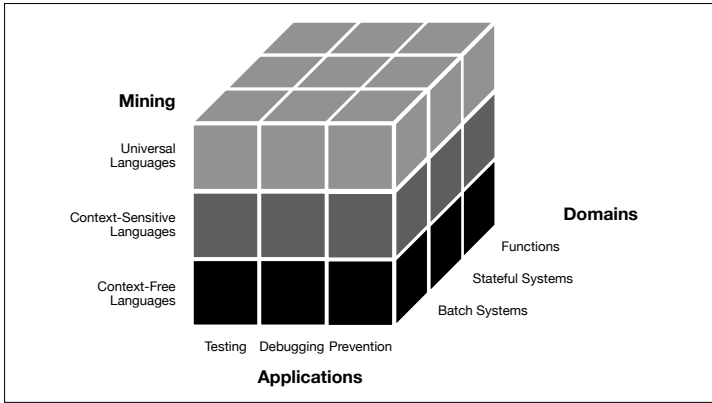 Mining
Universal
Languages
Context-Sensitive
Languages
Context-Free
Languages
Domains
Functions
Stateful Systems
Batch Systems
Testing Debugging Prevention
Applications